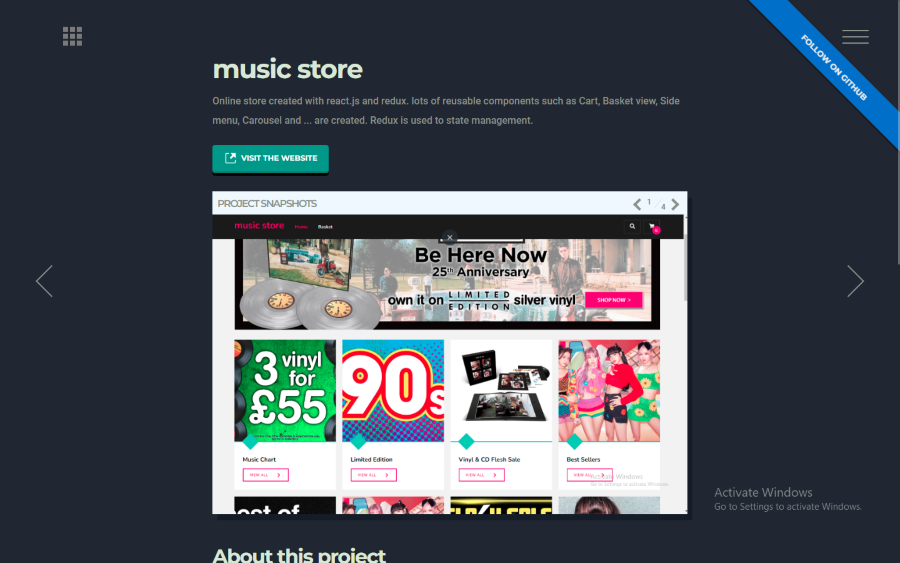 FOLLOW ON GITHUB
music store
Online store created with react.js and redux. lots of reusable components such as Cart, Basket view, Side
menu, Carousel and ... are created. Redux is used to state management.
VISIT THE WEBSITE
PROJECT SNAPSHOTS
1 / 4
music store Home Basket
Be Here Now
25th Anniversary
own it on LIMITED EDITION silver vinyl
SHOP NOW >
3 vinyl
for
£55
90s
Music Chart
Limited Edition
Vinyl & CD Flesh Sale
Best Sellers
VIEW ALL >
VIEW ALL >
VIEW ALL >
VIEW ALL >
Activate Windows
Go to Settings to activate Windows.
best of
Activate Windows
Go to Settings to activate Windows.
About this project